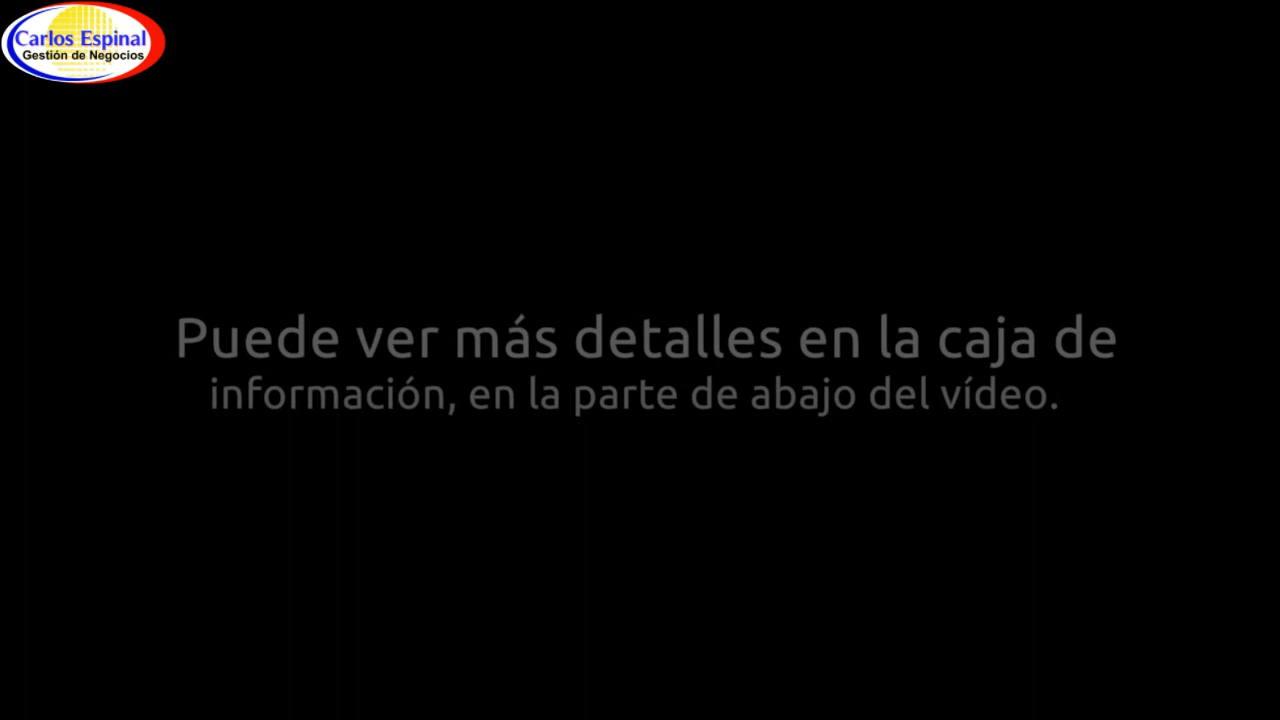 Carlos Espinal
Gestión de Negocios
Puede ver más detalles en la caja de
información, en la parte de abajo del vídeo.